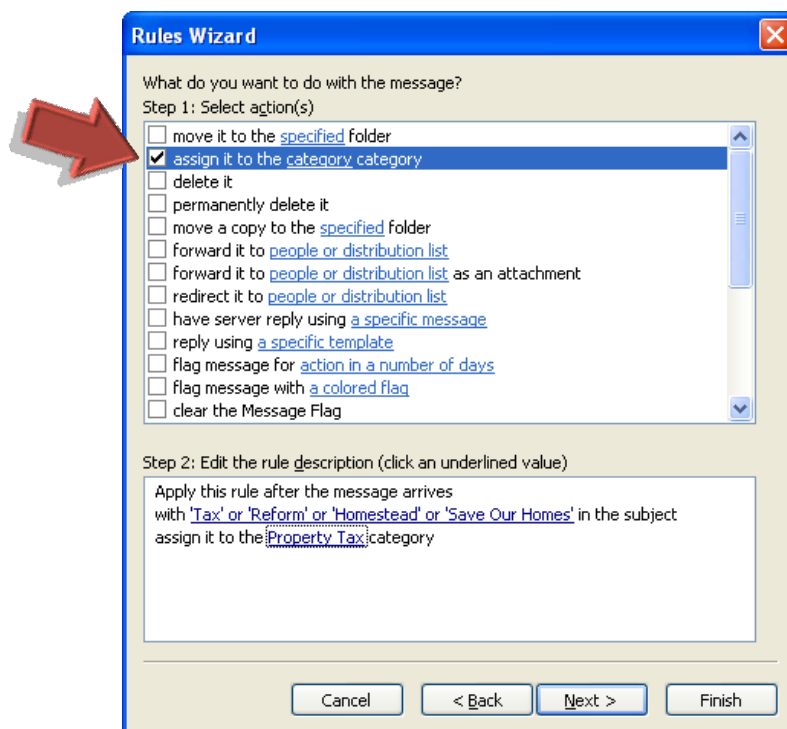 Rules Wizard
What do you want to do with the message?
Step 1: Select action(s)
move it to the specified folder
assign it to the category category
delete it
permanently delete it
move a copy to the specified folder
forward it to people or distribution list
forward it to people or distribution list as an attachment
redirect it to people or distribution list
have server reply using a specific message
reply using a specific template
flag message for action in a number of days
flag message with a colored flag
clear the Message Flag
Step 2: Edit the rule description (click an underlined value)
Apply this rule after the message arrives
with 'Tax' or 'Reform' or 'Homestead' or 'Save Our Homes' in the subject
assign it to the Property Tax category
Cancel < Back Next > Finish